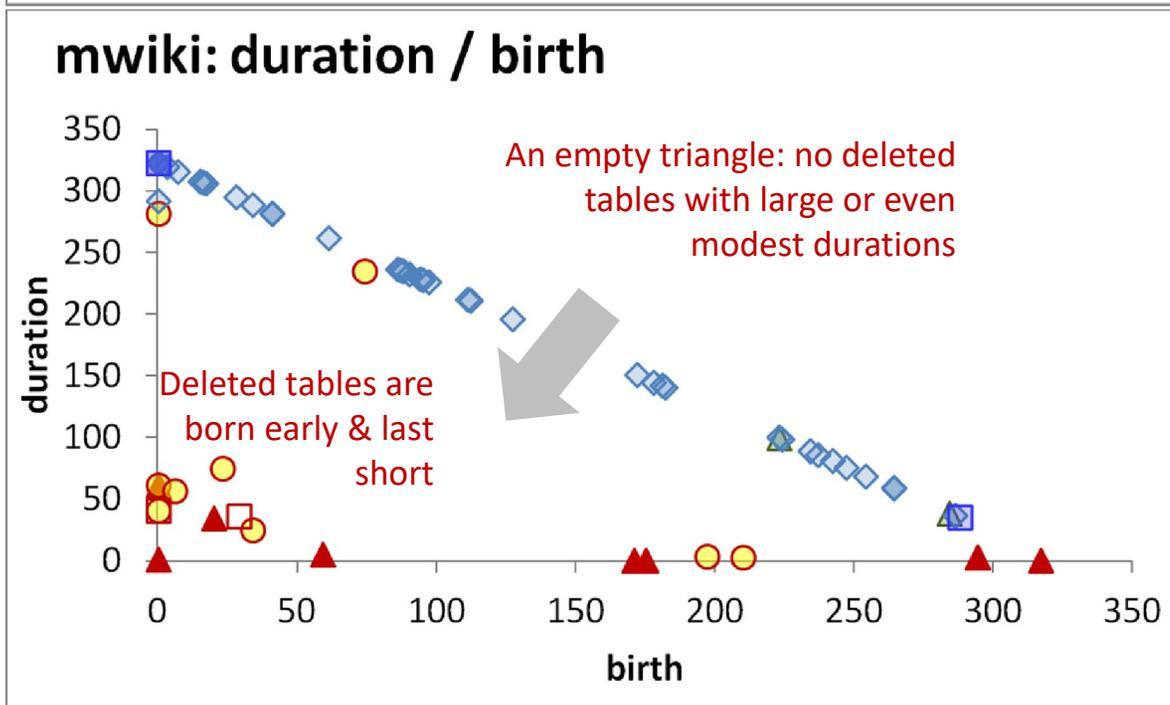 mwiki: duration / birth
An empty triangle: no deleted
tables with large or even
modest durations
Deleted tables are
born early & last
short
duration
350
300
250
200
150
100
50
0
0 50 100 150 200 250 300 350
birth